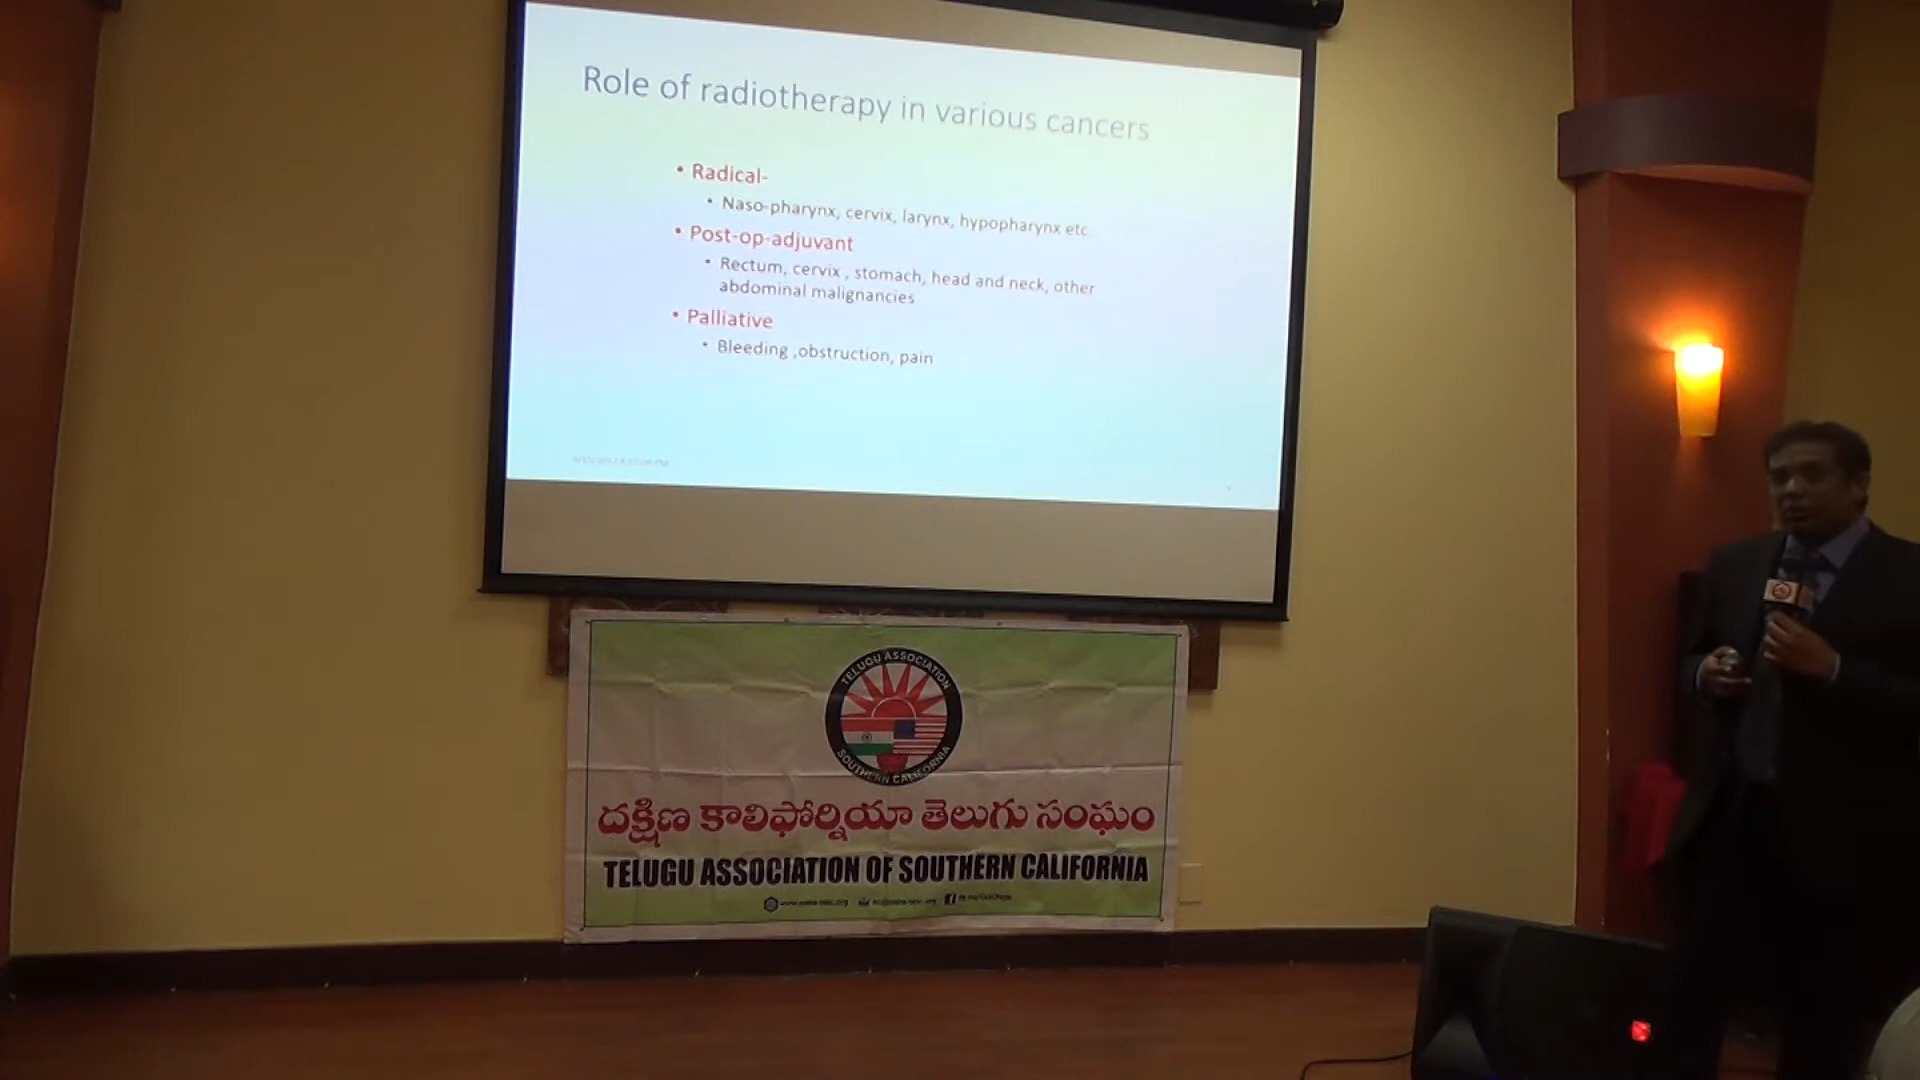 Role of radiotherapy in various cancers
• Radical-
• Naso-pharynx, cervix, larynx, hypopharynx etc
• Post-op-adjuvant
• Rectum, cervix , stomach, head and neck, other
abdominal malignancies
• Palliative
• Bleeding ,obstruction, pain
TELUGU ASSOCIATION
SOUTHERN CALIFORNIA
దక్షిణ కాలిఫోర్నియా తెలుగు సంఘం
TELUGU ASSOCIATION OF SOUTHERN CALIFORNIA